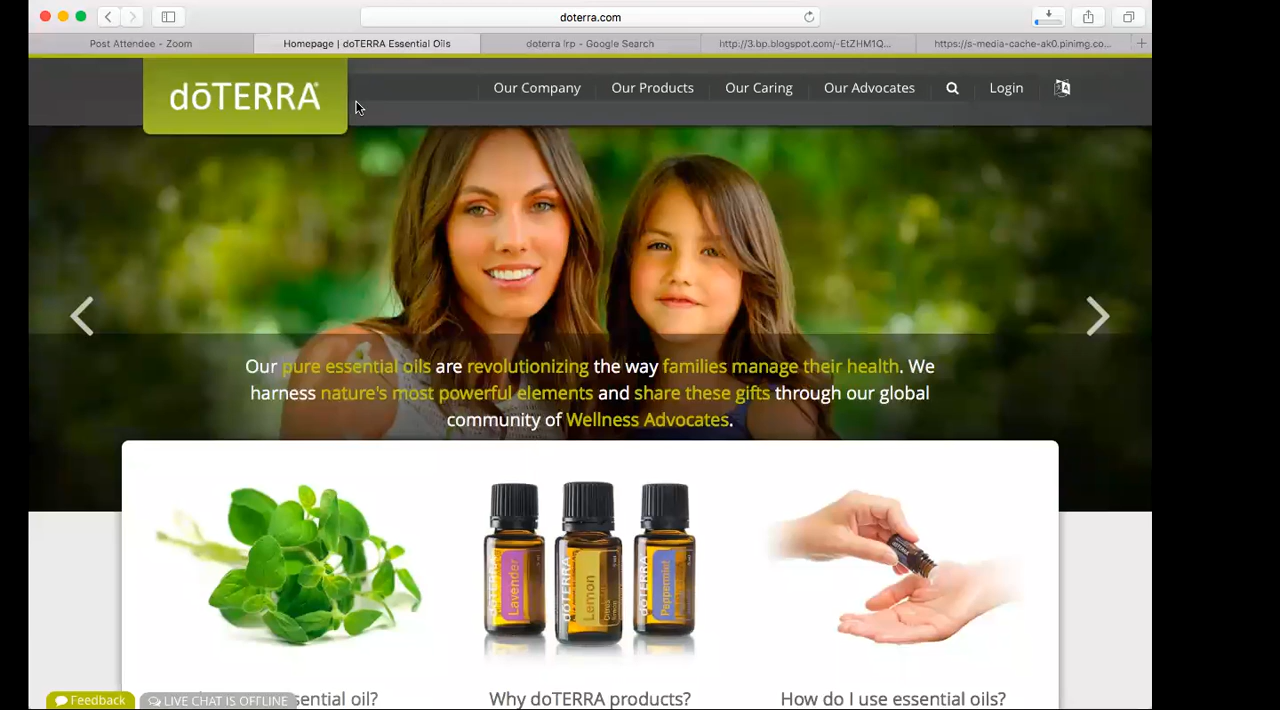 doterra.com
Post Attendee - Zoom
Homepage | doTERRA Essential Oils
doterra lrp - Google Search
http://3.bp.blogspot.com/-EtZHM1Q...
https://s-media-cache-ak0.pinimg.co...
dōTERRA®
Our Company
Our Products
Our Caring
Our Advocates
Login
Our pure essential oils are revolutionizing the way families manage their health. We
harness nature's most powerful elements and share these gifts through our global
community of Wellness Advocates.
dōTERRA
Lavender
dōTERRA
Lemon
dōTERRA
Peppermint
sential oil?
Why doTERRA products?
How do I use essential oils?
Feedback
LIVE CHAT IS OFFLINE